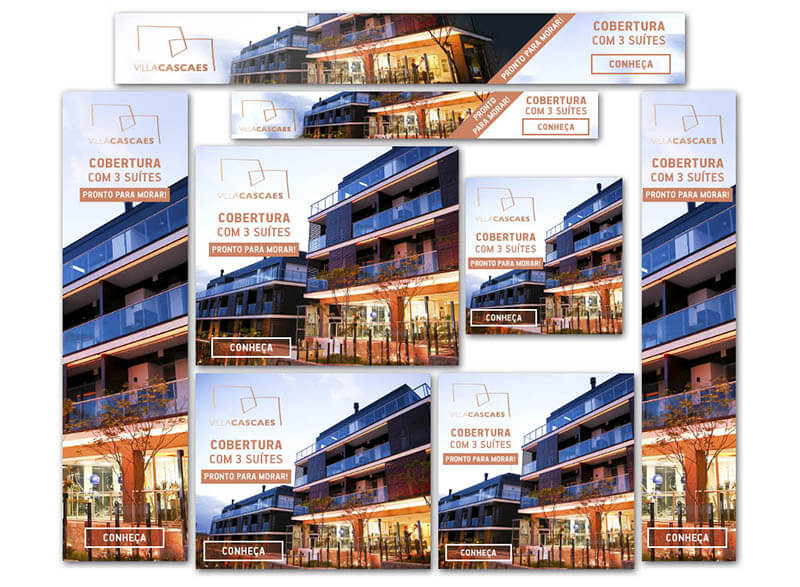 VILLACASCAES
PRONTO PARA MORAR!
COBERTURA
COM 3 SUÍTES
CONHEÇA
VILLACASCAES
PRONTO
PARA MORAR!
COBERTURA
COM 3 SUÍTES
CONHEÇA
VILLACASCAES
COBERTURA
COM 3 SUÍTES
PRONTO PARA MORAR!
CONHEÇA
VILLACASCAES
COBERTURA
COM 3 SUÍTES
PRONTO PARA MORAR!
CONHEÇA
VILLACASCAES
COBERTURA
COM 3 SUÍTES
PRONTO PARA MORAR!
CONHEÇA
VILLACASCAES
COBERTURA
COM 3 SUÍTES
PRONTO PARA MORAR!
CONHEÇA
VILLACASCAES
COBERTURA
COM 3 SUÍTES
PRONTO PARA MORAR!
CONHEÇA
VILLACASCAES
COBERTURA
COM 3 SUÍTES
PRONTO PARA MORAR!
CONHEÇA